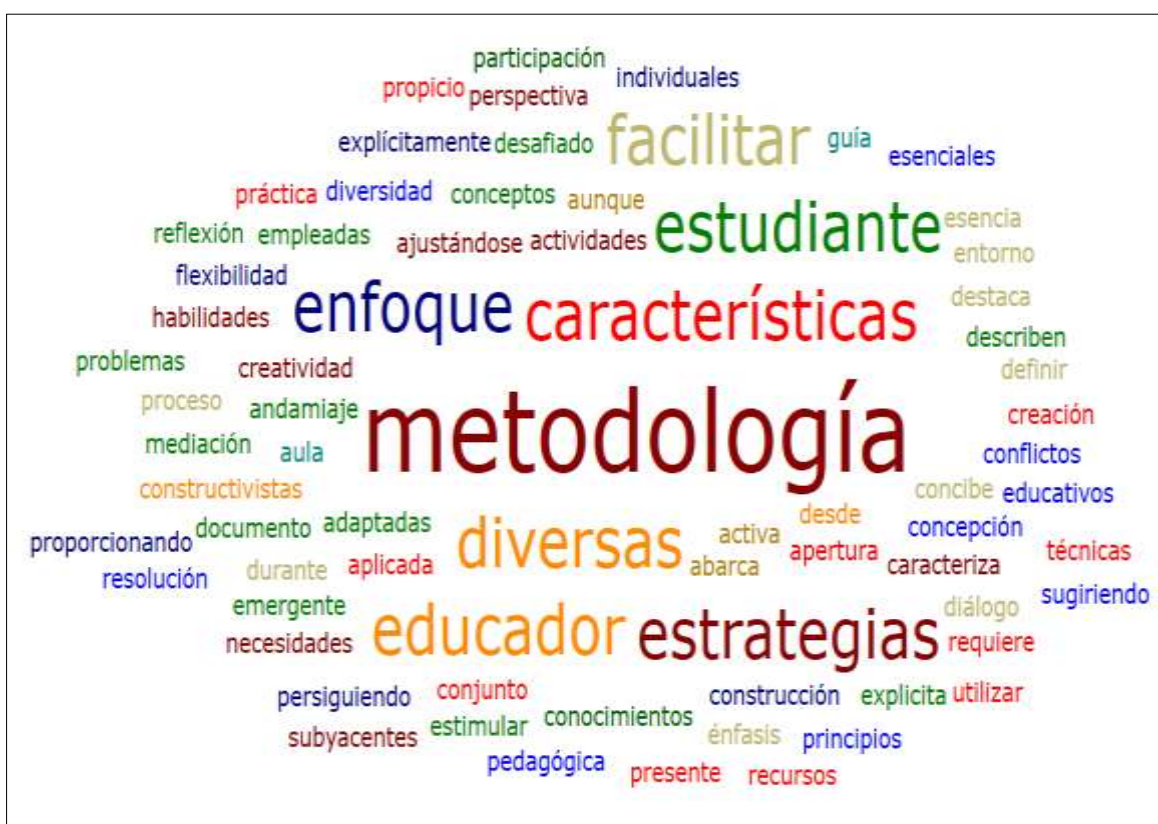 participación
propicio perspectiva individuales
explícitamente desafiado facilitar guía esenciales
práctica diversidad conceptos aunque estudiante esencia
reflexión empleadas ajustándose actividades entorno
flexibilidad enfoque características destaca
habilidades describen
problemas creatividad definir
proceso andamiaje metodología creación
mediación aula conflictos
constructivistas concibe educativos
proporcionando documento adaptadas diversas activa desde concepción
resolución durante aplicada abarca apertura caracteriza técnicas
emergente educador estrategias diálogo sugiriendo
necesidades requiere
persiguiendo conjunto construcción explicita utilizar
subyacentes estimular conocimientos énfasis principios
pedagógica presente recursos